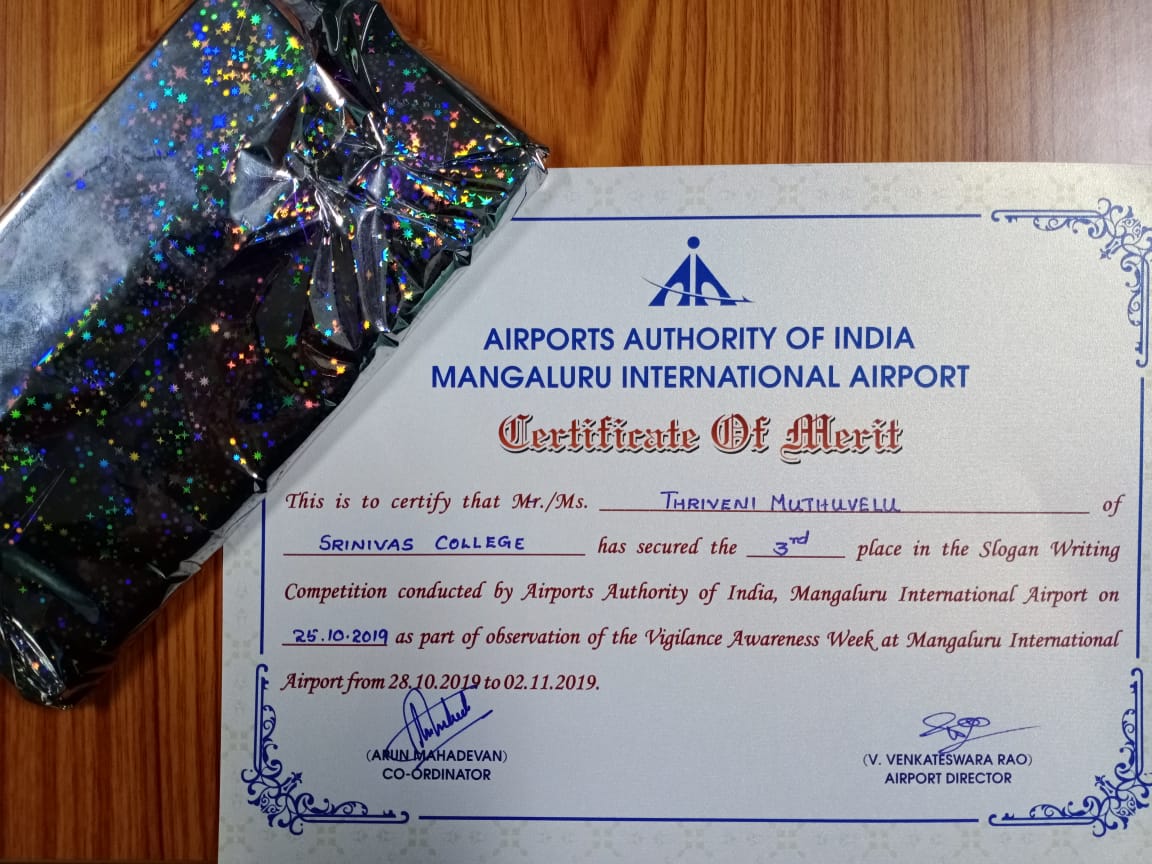 AIRPORTS AUTHORITY OF INDIA
MANGALURU INTERNATIONAL AIRPORT
Certificate Of Merit
This is to certify that Mr./Ms. THRIVENI MUTHUVELU of
SRINIVAS COLLEGE has secured the 3rd place in the Slogan Writing
Competition conducted by Airports Authority of India, Mangaluru International Airport on
25.10.2019 as part of observation of the Vigilance Awareness Week at Mangaluru International
Airport from 28.10.2019 to 02.11.2019.
(ARUN MAHADEVAN)
CO-ORDINATOR
(V. VENKATESWARA RAO)
AIRPORT DIRECTOR